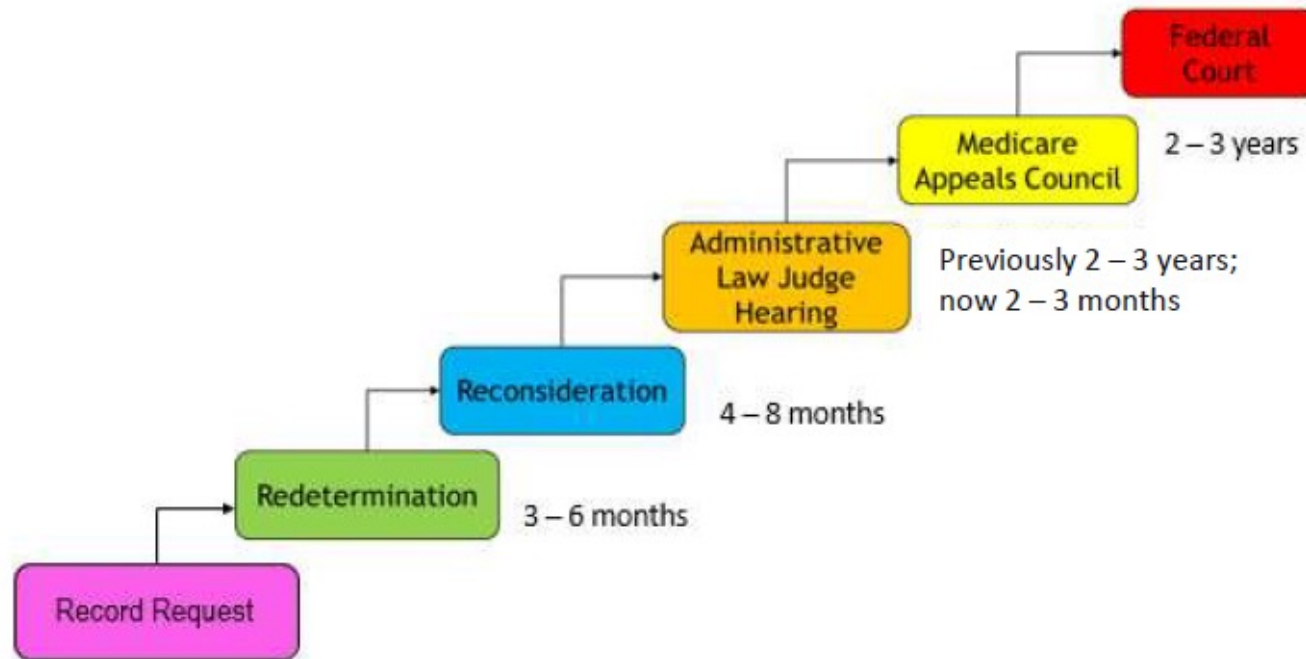 Federal
Court
Medicare
Appeals Council
2 – 3 years
Administrative
Law Judge
Hearing
Previously 2 – 3 years;
now 2 – 3 months
Reconsideration
4 – 8 months
Redetermination
3 – 6 months
Record Request